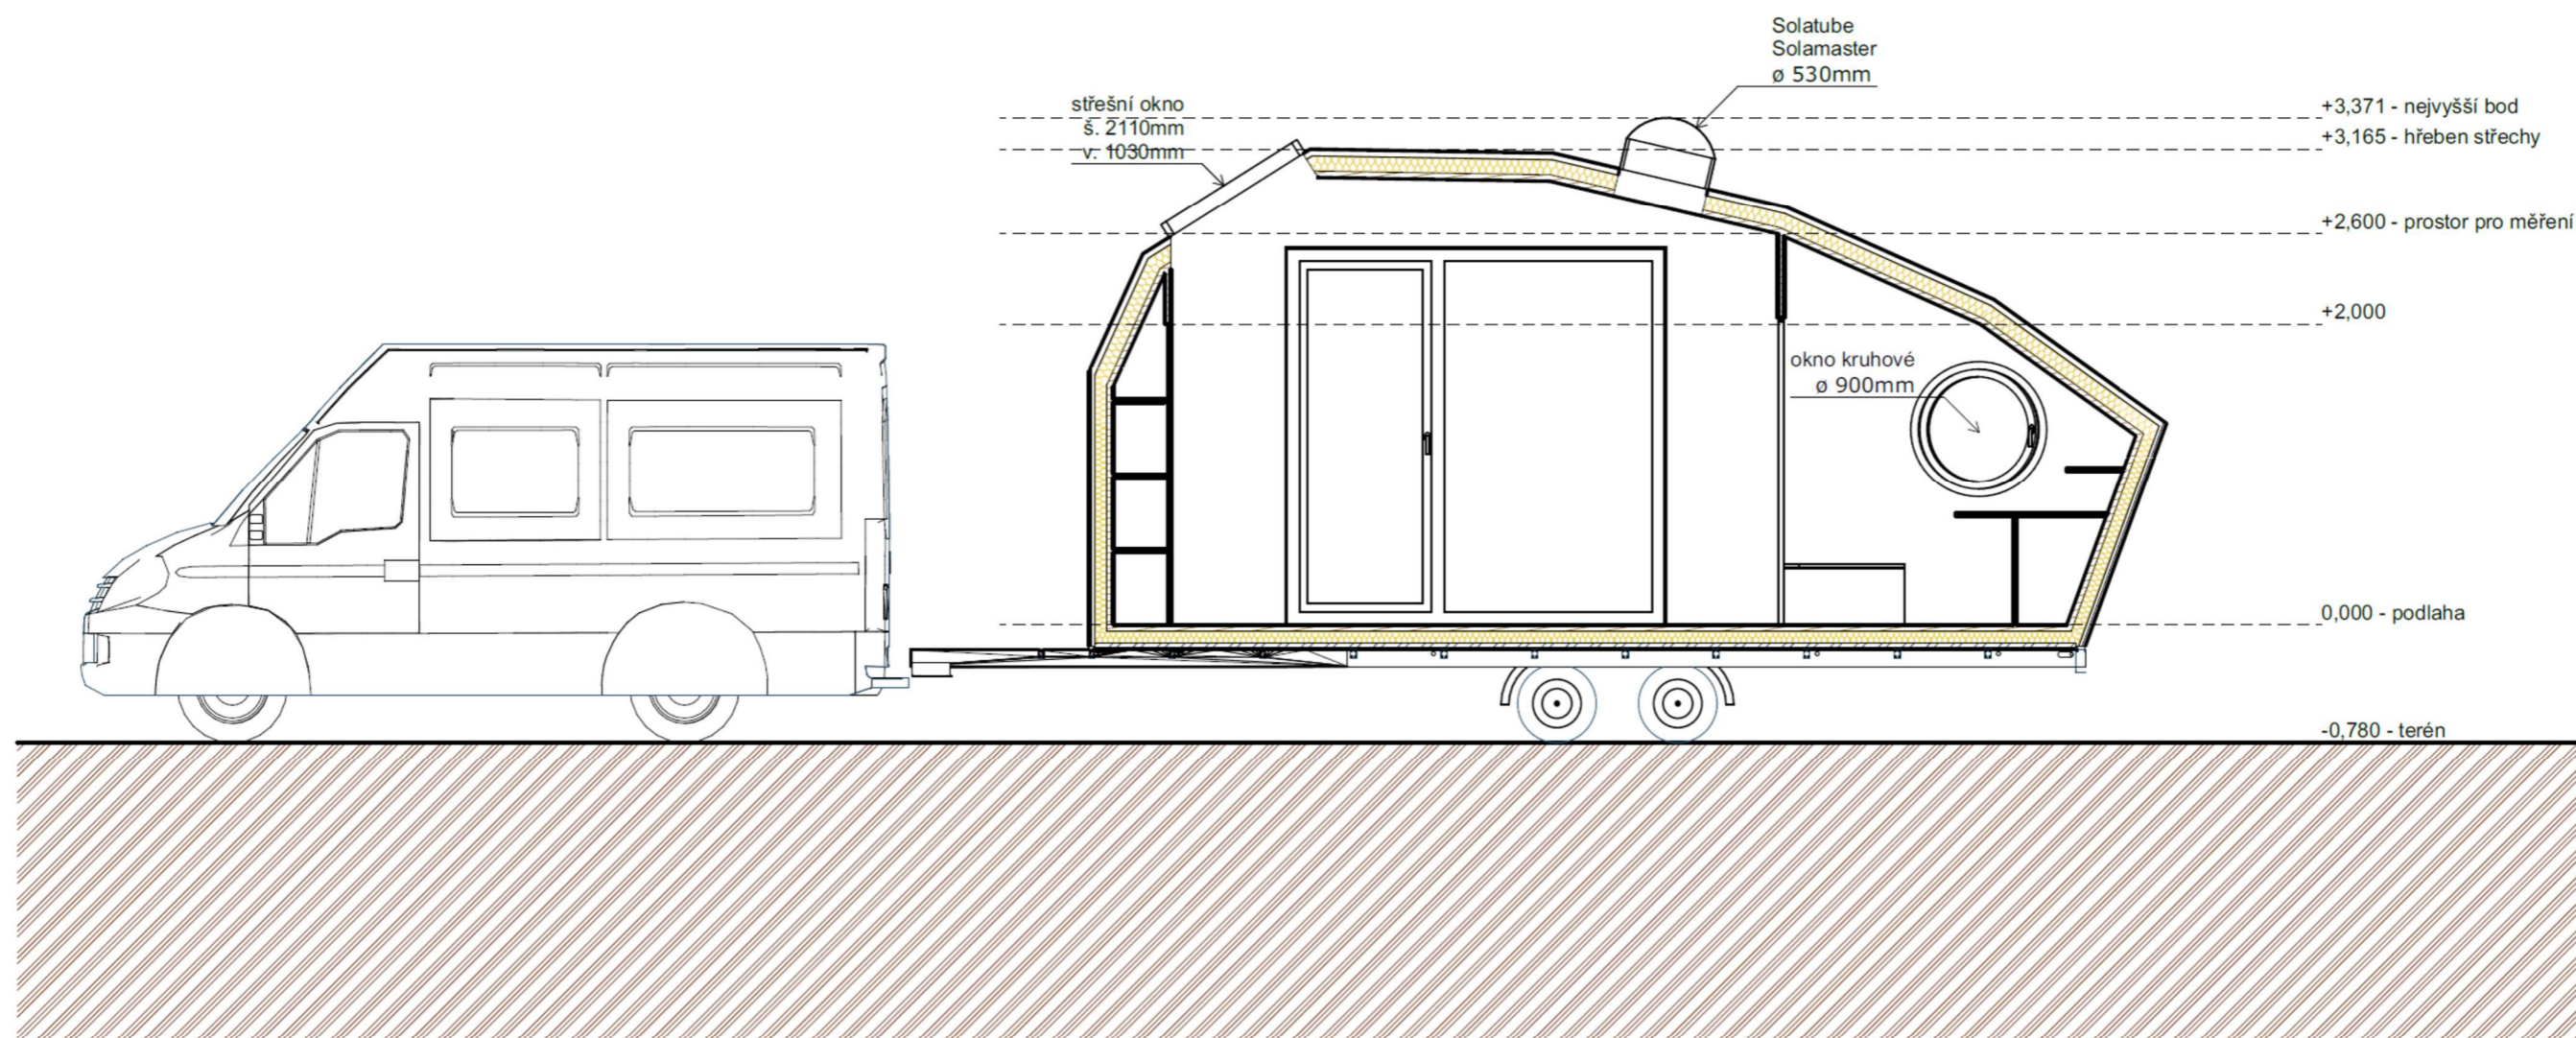 Solatube
Solamaster
ø 530mm
střešní okno
š. 2110mm
v. 1030mm
+3,371 - nejvyšší bod
+3,165 - hřeben střechy
+2,600 - prostor pro měření
+2,000
okno kruhové
ø 900mm
0,000 - podlaha
-0,780 - terén